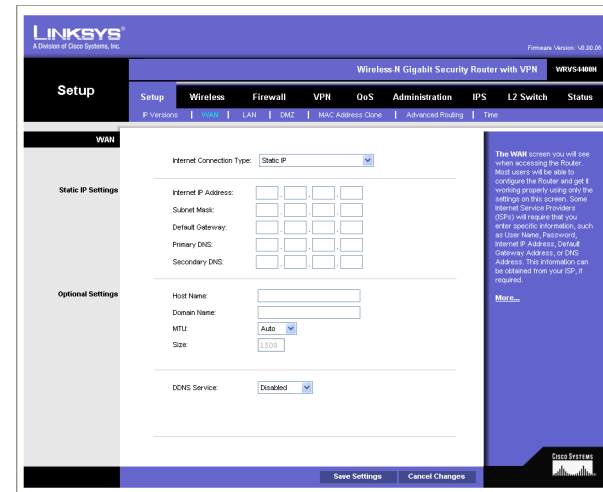 LINKSYS®
A Division of Cisco Systems, Inc.
Firmware Version: V0.00.06
Wireless-N Gigabit Security Router with VPN WRVS4400N
Setup
Setup Wireless Firewall VPN QoS Administration IPS L2 Switch Status
IP Versions | WAN | LAN | DMZ | MAC Address Clone | Advanced Routing | Time
WAN
Internet Connection Type: Static IP
Static IP Settings
Internet IP Address:
Subnet Mask:
Default Gateway:
Primary DNS:
Secondary DNS:
Optional Settings
Host Name:
Domain Name:
MTU: Auto
Size: 1500
DDNS Service: Disabled
The WAN screen you will see
when accessing the Router.
Most users will be able to
configure the Router and get it
working properly using only the
settings on this screen. Some
Internet Service Providers
(ISPs) will require that you
enter specific information, such
as User Name, Password,
Internet IP Address, Default
Gateway Address, or DNS
Address. This information can
be obtained from your ISP, if
required.
More...
Save Settings Cancel Changes
CISCO SYSTEMS